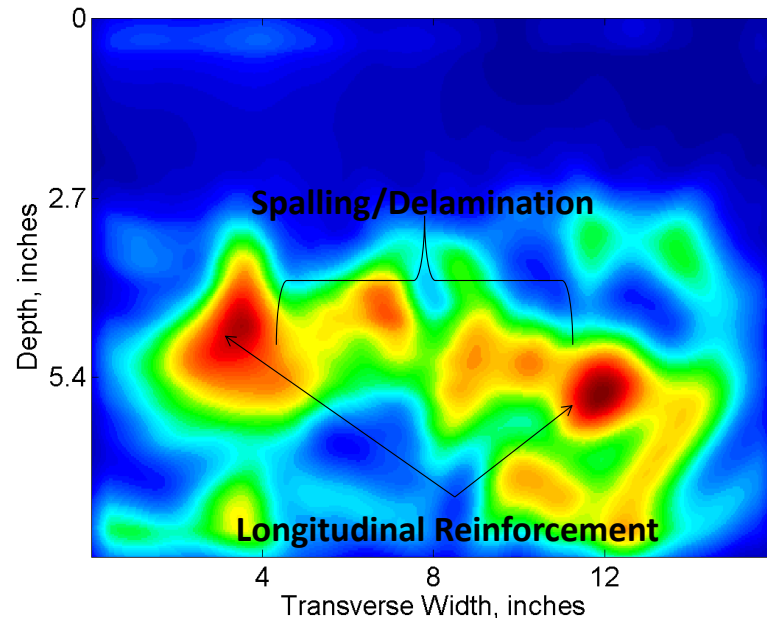 0
2.7
Spalling/Delamination
Depth, inches
5.4
Longitudinal Reinforcement
4 8 12
Transverse Width, inches